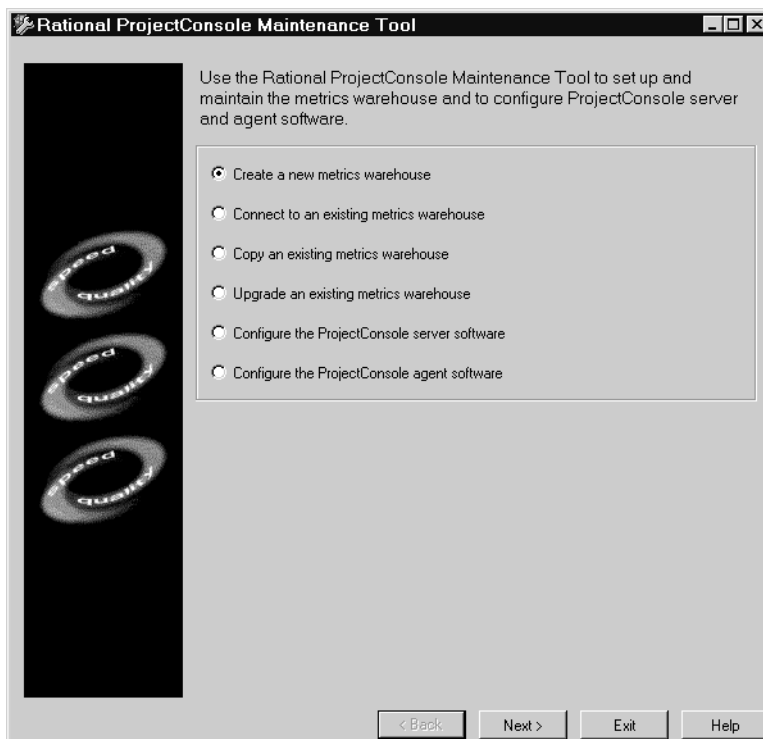 Rational ProjectConsole Maintenance Tool
Use the Rational ProjectConsole Maintenance Tool to set up and
maintain the metrics warehouse and to configure ProjectConsole server
and agent software.
Create a new metrics warehouse
Connect to an existing metrics warehouse
Copy an existing metrics warehouse
Upgrade an existing metrics warehouse
Configure the ProjectConsole server software
Configure the ProjectConsole agent software
speed
quality
speed
quality
speed
quality
< Back
Next >
Exit
Help